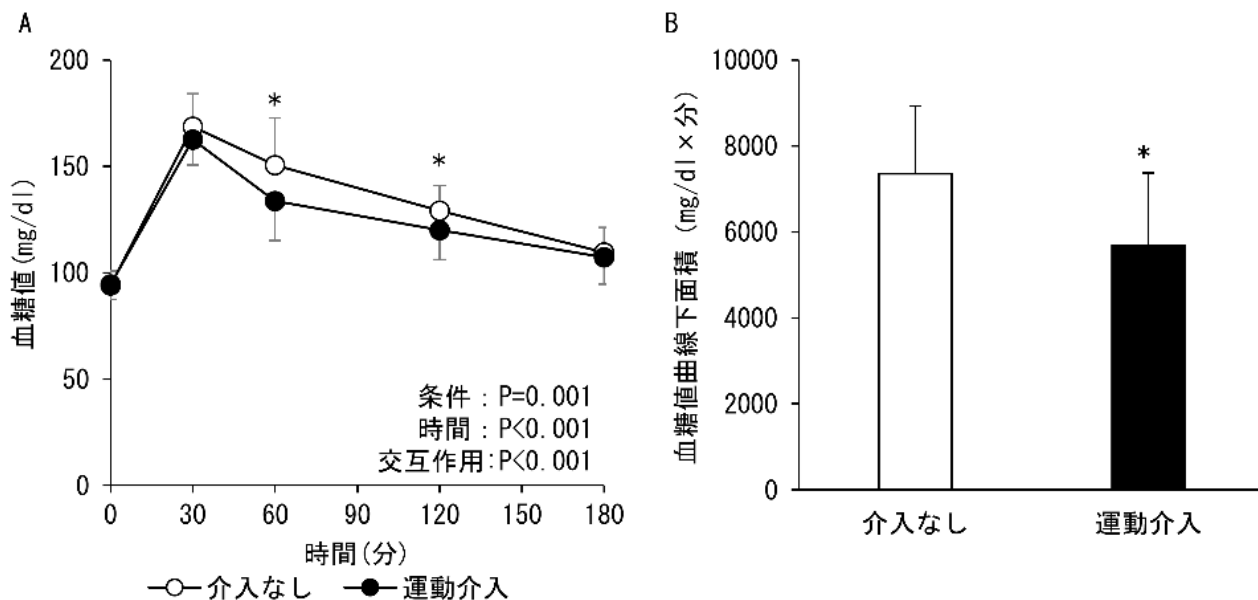 A
200
150
100
50
0
血糖値(mg/dl)
*
*
条件：P=0.001
時間：P<0.001
交互作用:P<0.001
0 30 60 90 120 150 180
時間(分)
介入なし 運動介入
B
10000
8000
6000
4000
2000
0
血糖値曲線下面積 (mg/dl×分)
*
介入なし 運動介入